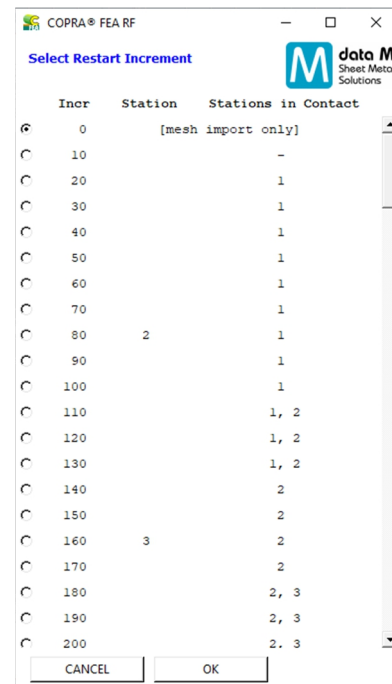 COPRA® FEA RF
Select Restart Increment
M data M
Sheet Meta
Solutions
Incr Station Stations in Contact
0 [mesh import only]
10 -
20 1
30 1
40 1
50 1
60 1
70 1
80 2 1
90 1
100 1
110 1, 2
120 1, 2
130 1, 2
140 2
150 2
160 3 2
170 2
180 2, 3
190 2, 3
200 2. 3
CANCEL OK